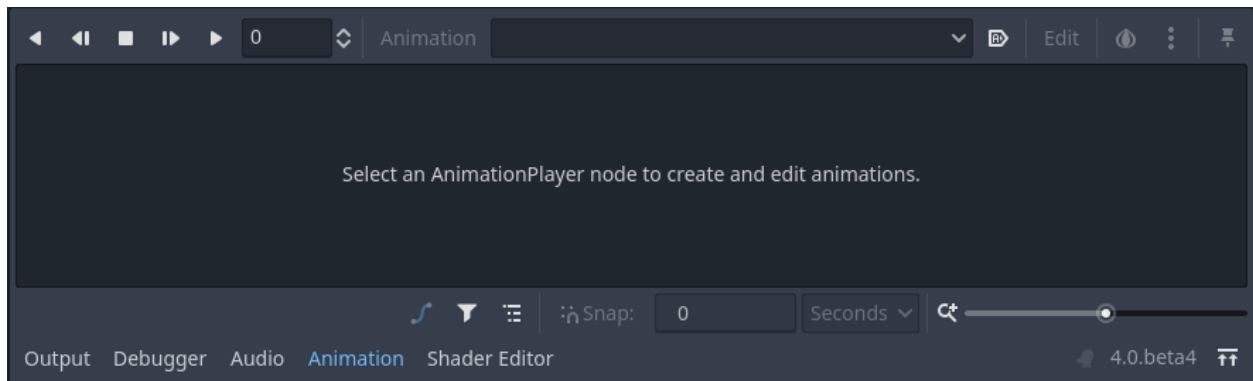 0 Animation Edit
Select an AnimationPlayer node to create and edit animations.
Snap: 0 Seconds
Output Debugger Audio Animation Shader Editor 4.0.beta4